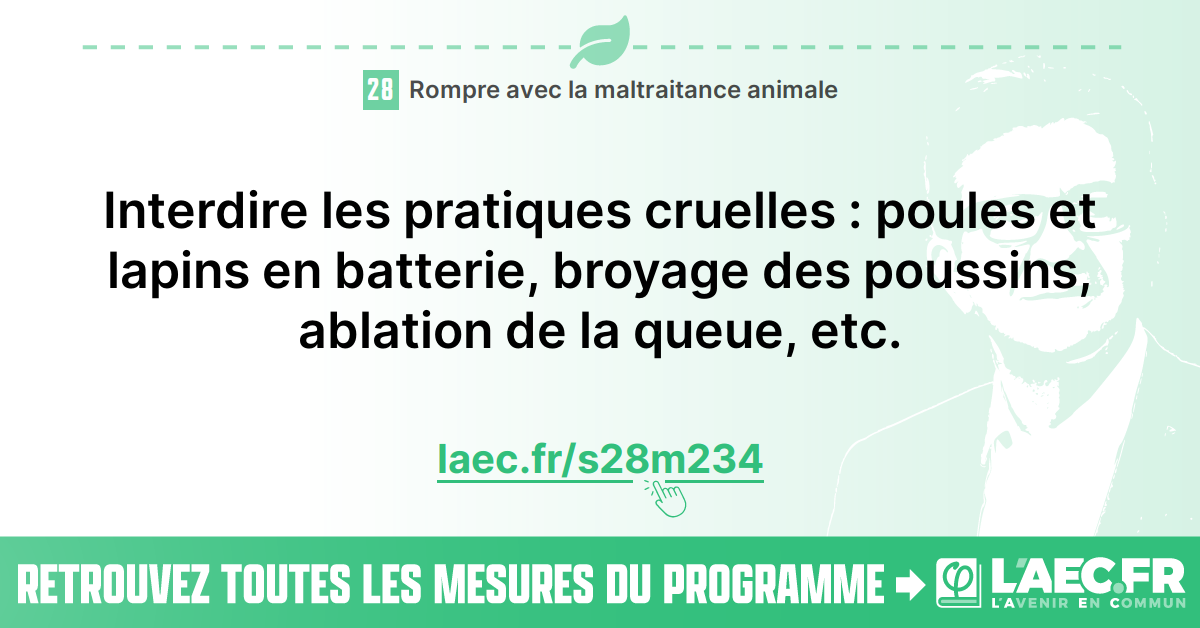 28 Rompre avec la maltraitance animale
Interdire les pratiques cruelles : poules et
lapins en batterie, broyage des poussins,
ablation de la queue, etc.
laec.fr/s28m234
RETROUVEZ TOUTES LES MESURES DU PROGRAMME
L'AEC.FR
L'AVENIR EN COMMUN